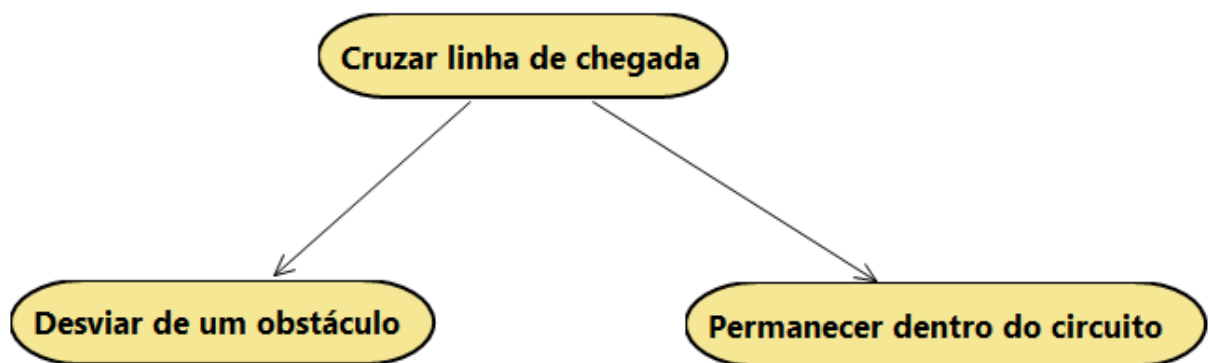 Cruzar linha de chegada
Desviar de um obstáculo
Permanecer dentro do circuito